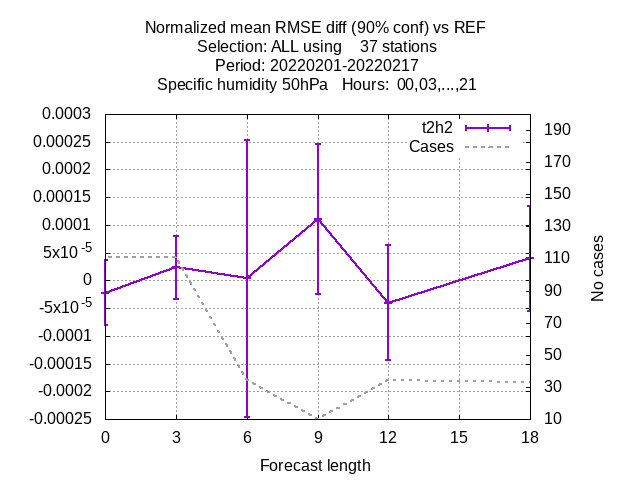 Normalized mean RMSE diff (90% conf) vs REF
Selection: ALL using    37 stations
Period: 20220201-20220217
Specific humidity 50hPa   Hours:  00,03,...,21
t2h2
Cases
0.0003
0.00025
0.0002
0.00015
0.0001
5x10⁻⁵
0
-5x10⁻⁵
-0.0001
-0.00015
-0.0002
-0.00025
190
170
150
130
110
90
70
50
30
10
No cases
0 3 6 9 12 15 18
Forecast length